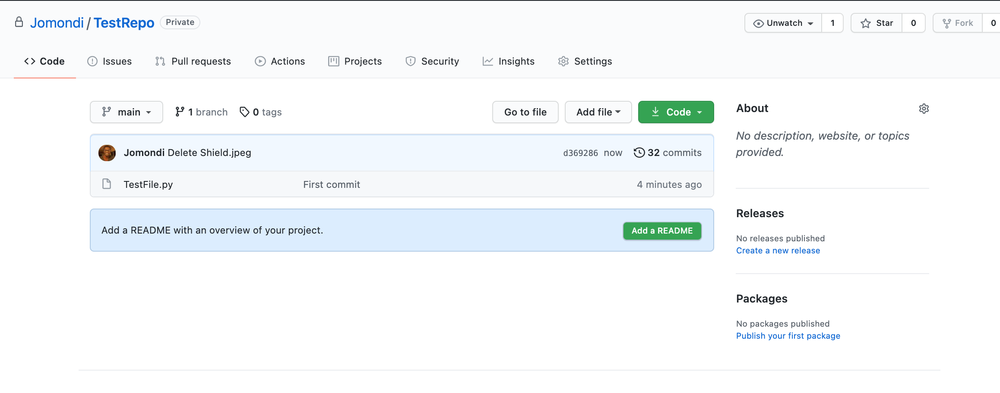 Jomondi / TestRepo Private Unwatch 1 Star 0 Fork 0
Code Issues Pull requests Actions Projects Security Insights Settings
main 1 branch 0 tags Go to file Add file Code
Jomondi Delete Shield.jpeg d369286 now 32 commits
TestFile.py First commit 4 minutes ago
Add a README with an overview of your project. Add a README
About
No description, website, or topics
provided.
Releases
No releases published
Create a new release
Packages
No packages published
Publish your first package